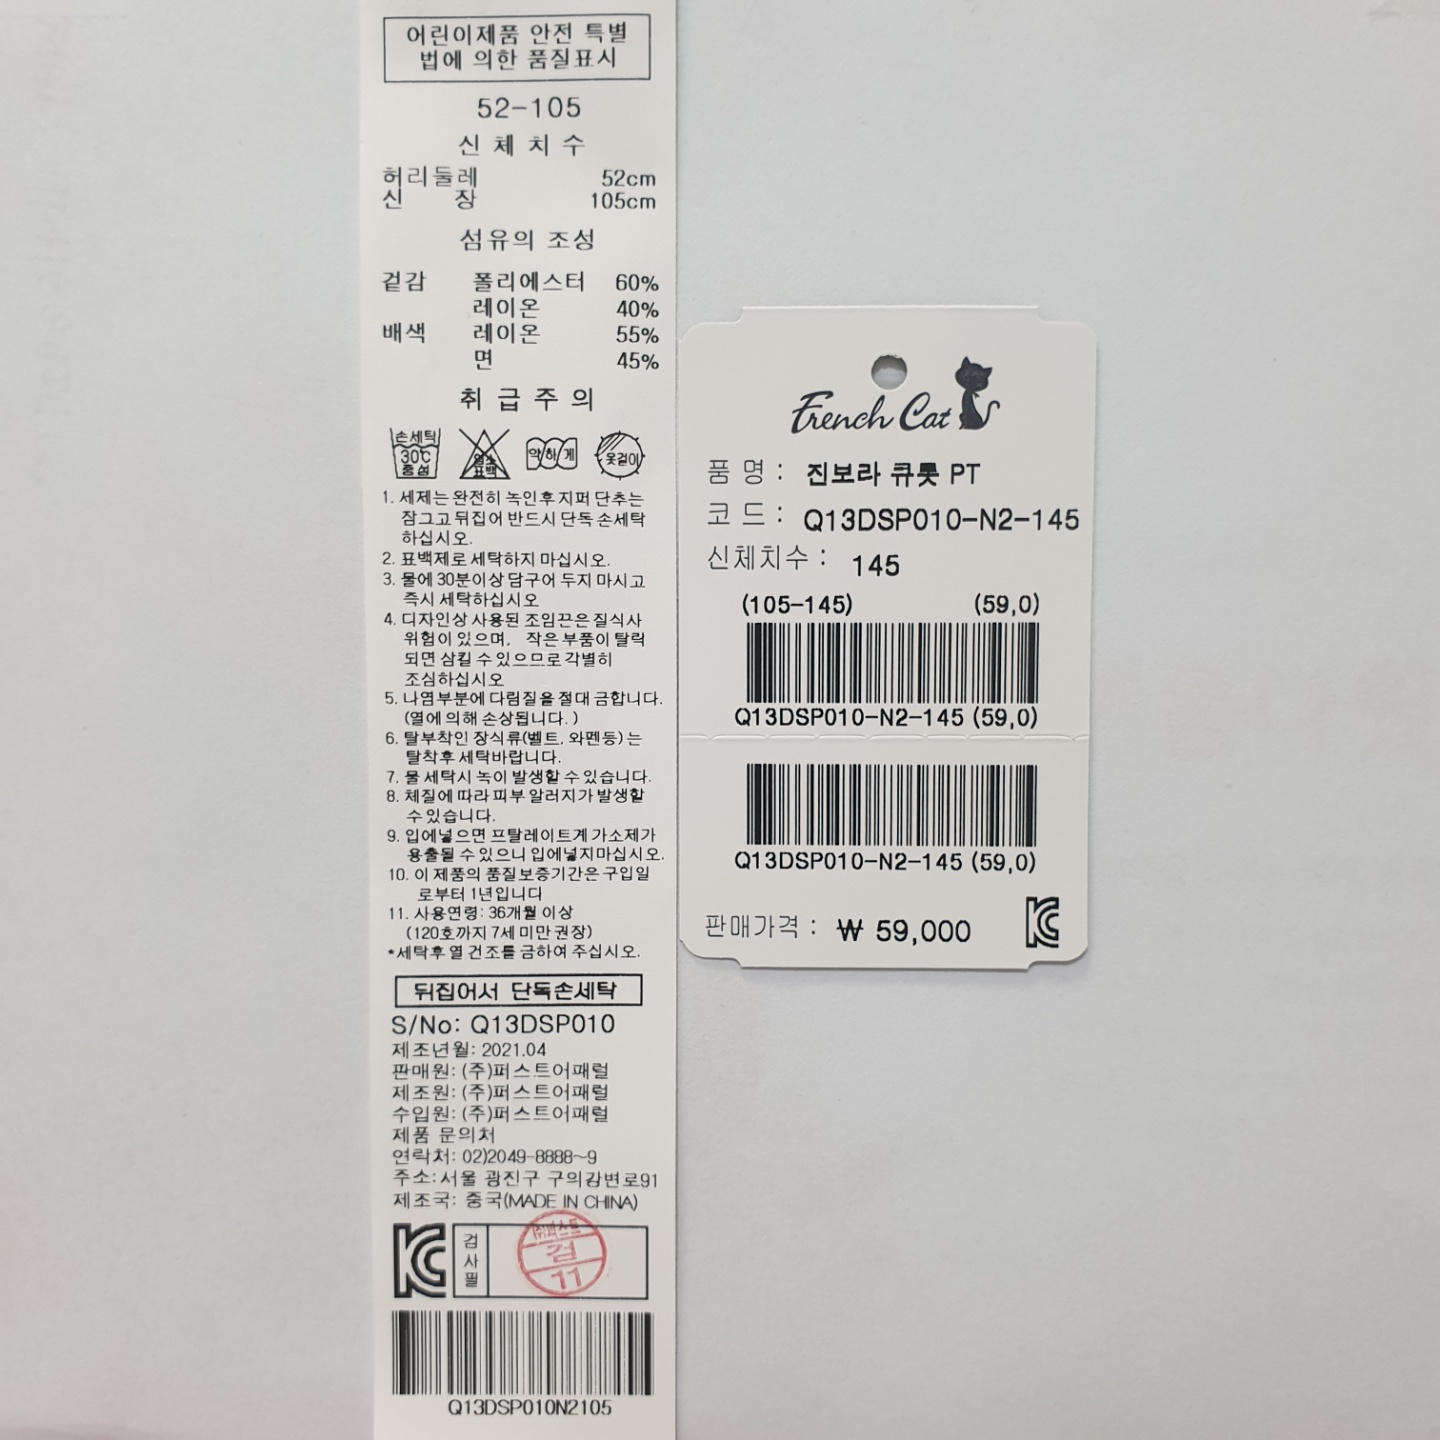 어린이제품 안전 특별
법에 의한 품질표시
52-105
신 체 치 수
허리둘레 52cm
신 장 105cm
섬유의 조성
겉감 폴리에스터 60%
레이온 40%
배색 레이온 55%
면 45%
취 급 주 의
손세탁
30℃
중성
염소
표백
약하게
옷걸이
1. 세제는 완전히 녹인후 지퍼 단추는
잠그고 뒤집어 반드시 단독 손세탁
하십시오.
2. 표백제로 세탁하지 마십시오.
3. 물에 30분이상 담구어 두지 마시고
즉시 세탁하십시오
4. 디자인상 사용된 조임끈은 질식사
위험이 있으며, 작은 부품이 탈락
되면 삼킬 수 있으므로 각별히
조심하십시오
5. 나염부분에 다림질을 절대 금합니다.
(열에 의해 손상됩니다.)
6. 탈부착인 장식류(벨트, 와펜등)는
탈착후 세탁바랍니다.
7. 물 세탁시 녹이 발생할 수 있습니다.
8. 체질에 따라 피부 알러지가 발생할
수 있습니다.
9. 입에넣으면 프탈레이트계 가소제가
용출될 수 있으니 입에넣지마십시오.
10. 이 제품의 품질보증기간은 구입일
로부터 1년입니다
11. 사용연령: 36개월 이상
(120호까지 7세 미만 권장)
*세탁후 열 건조를 금하여 주십시오.
뒤집어서 단독손세탁
S/No: Q13DSP010
제조년월: 2021.04
판매원: (주)퍼스트어패럴
제조원: (주)퍼스트어패럴
수입원: (주)퍼스트어패럴
제품 문의처
연락처: 02)2049-8888~9
주소:서울 광진구 구의강변로91
제조국: 중국(MADE IN CHINA)
검사필
(주)퍼스트
검
11
Q13DSP010N2105
French Cat
품 명 : 진보라 큐롯 PT
코 드 : Q13DSP010-N2-145
신체치수 : 145
(105-145) (59,0)
Q13DSP010-N2-145 (59,0)
Q13DSP010-N2-145 (59,0)
판매가격 : ₩ 59,000